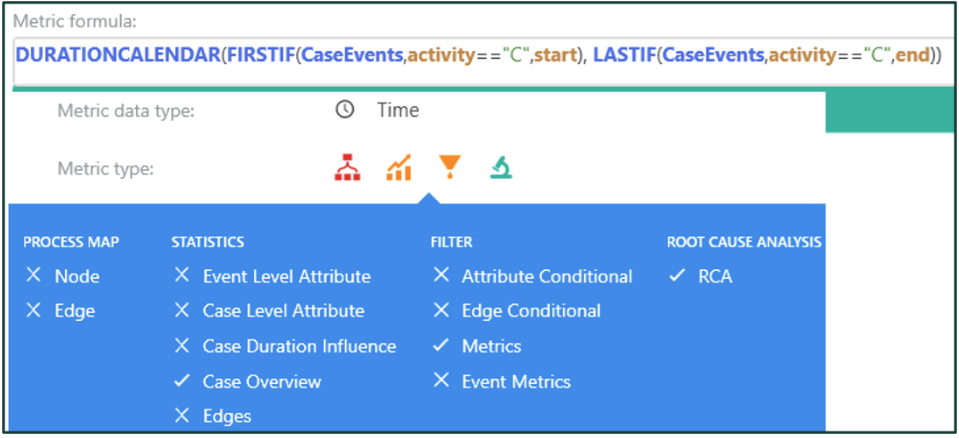 Metric formula:
DURATIONCALENDAR(FIRSTIF(CaseEvents,activity=="C",start), LASTIF(CaseEvents,activity=="C",end))
Metric data type: Time
Metric type:
PROCESS MAP STATISTICS FILTER ROOT CAUSE ANALYSIS
Node Event Level Attribute Attribute Conditional RCA
Edge Case Level Attribute Edge Conditional
Case Duration Influence Metrics
Case Overview Event Metrics
Edges